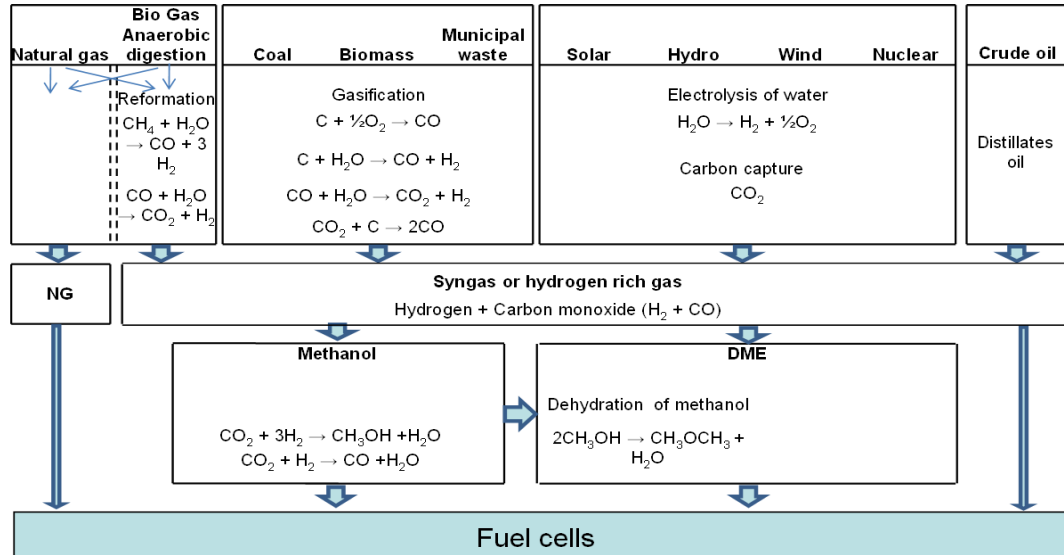 Natural gas
Bio Gas
Anaerobic
digestion
Reformation
CH₄ + H₂O
→ CO + 3
H₂
CO + H₂O
→ CO₂ + H₂
Coal Biomass Municipal
waste
Gasification
C + ½O₂ → CO
C + H₂O → CO + H₂
CO + H₂O → CO₂ + H₂
CO₂ + C → 2CO
Solar Hydro Wind Nuclear
Electrolysis of water
H₂O → H₂ + ½O₂
Carbon capture
CO₂
Crude oil
Distillates
oil
NG
Syngas or hydrogen rich gas
Hydrogen + Carbon monoxide (H₂ + CO)
Methanol
CO₂ + 3H₂ → CH₃OH +H₂O
CO₂ + H₂ → CO +H₂O
DME
Dehydration of methanol
2CH₃OH → CH₃OCH₃ +
H₂O
Fuel cells